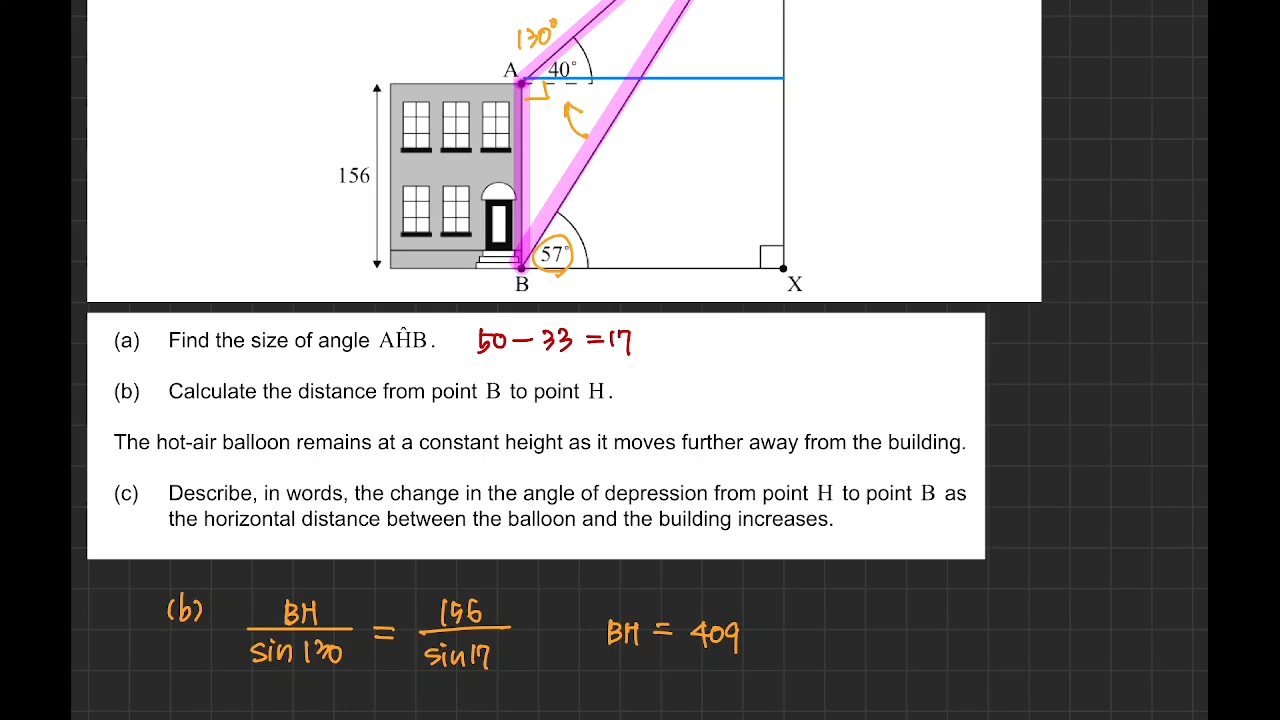 130°
A
40°
156
57°
B
X
(a) Find the size of angle AĤB. 50 – 33 = 17
(b) Calculate the distance from point B to point H.
The hot-air balloon remains at a constant height as it moves further away from the building.
(c) Describe, in words, the change in the angle of depression from point H to point B as
the horizontal distance between the balloon and the building increases.
(b) BH / sin 130 = 156 / sin 17 BH = 409